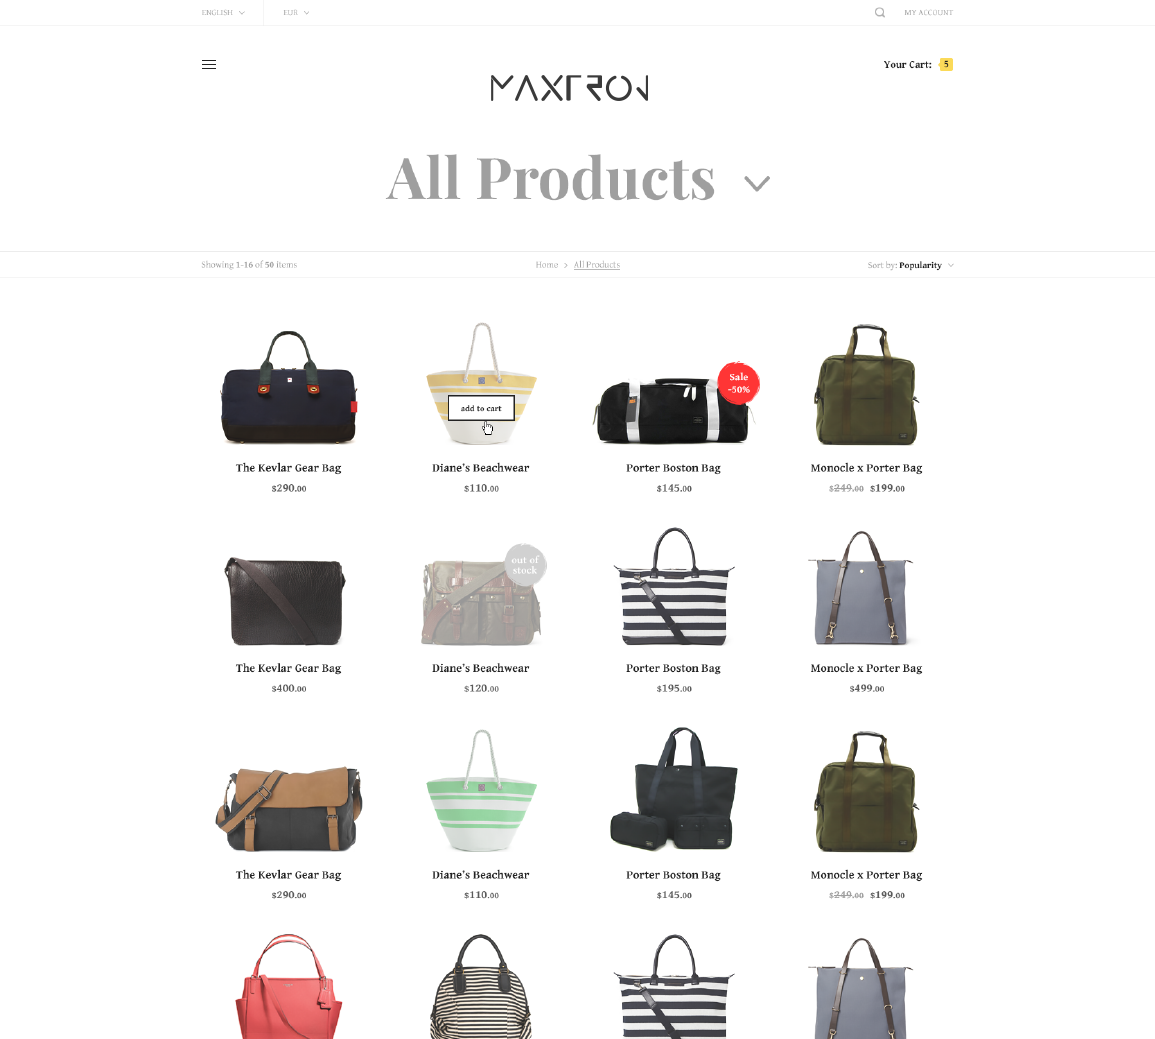 ENGLISH EUR MY ACCOUNT
Your Cart: 5
MAXTRON
All Products
Showing 1-16 of 50 items Home > All Products Sort by: Popularity
add to cart
Sale
-50%
The Kevlar Gear Bag Diane's Beachwear Porter Boston Bag Monocle x Porter Bag
$290.00 $110.00 $145.00 $249.00 $199.00
out of
stock
The Kevlar Gear Bag Diane's Beachwear Porter Boston Bag Monocle x Porter Bag
$400.00 $120.00 $195.00 $499.00
The Kevlar Gear Bag Diane's Beachwear Porter Boston Bag Monocle x Porter Bag
$290.00 $110.00 $145.00 $249.00 $199.00